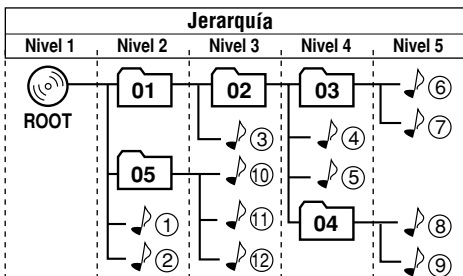 Jerarquía
Nivel 1 Nivel 2 Nivel 3 Nivel 4 Nivel 5
01 02 03 ⑥
ROOT ⑦
③ ④
05 ⑩ ⑤
① ⑪ 04 ⑧
② ⑫ ⑨